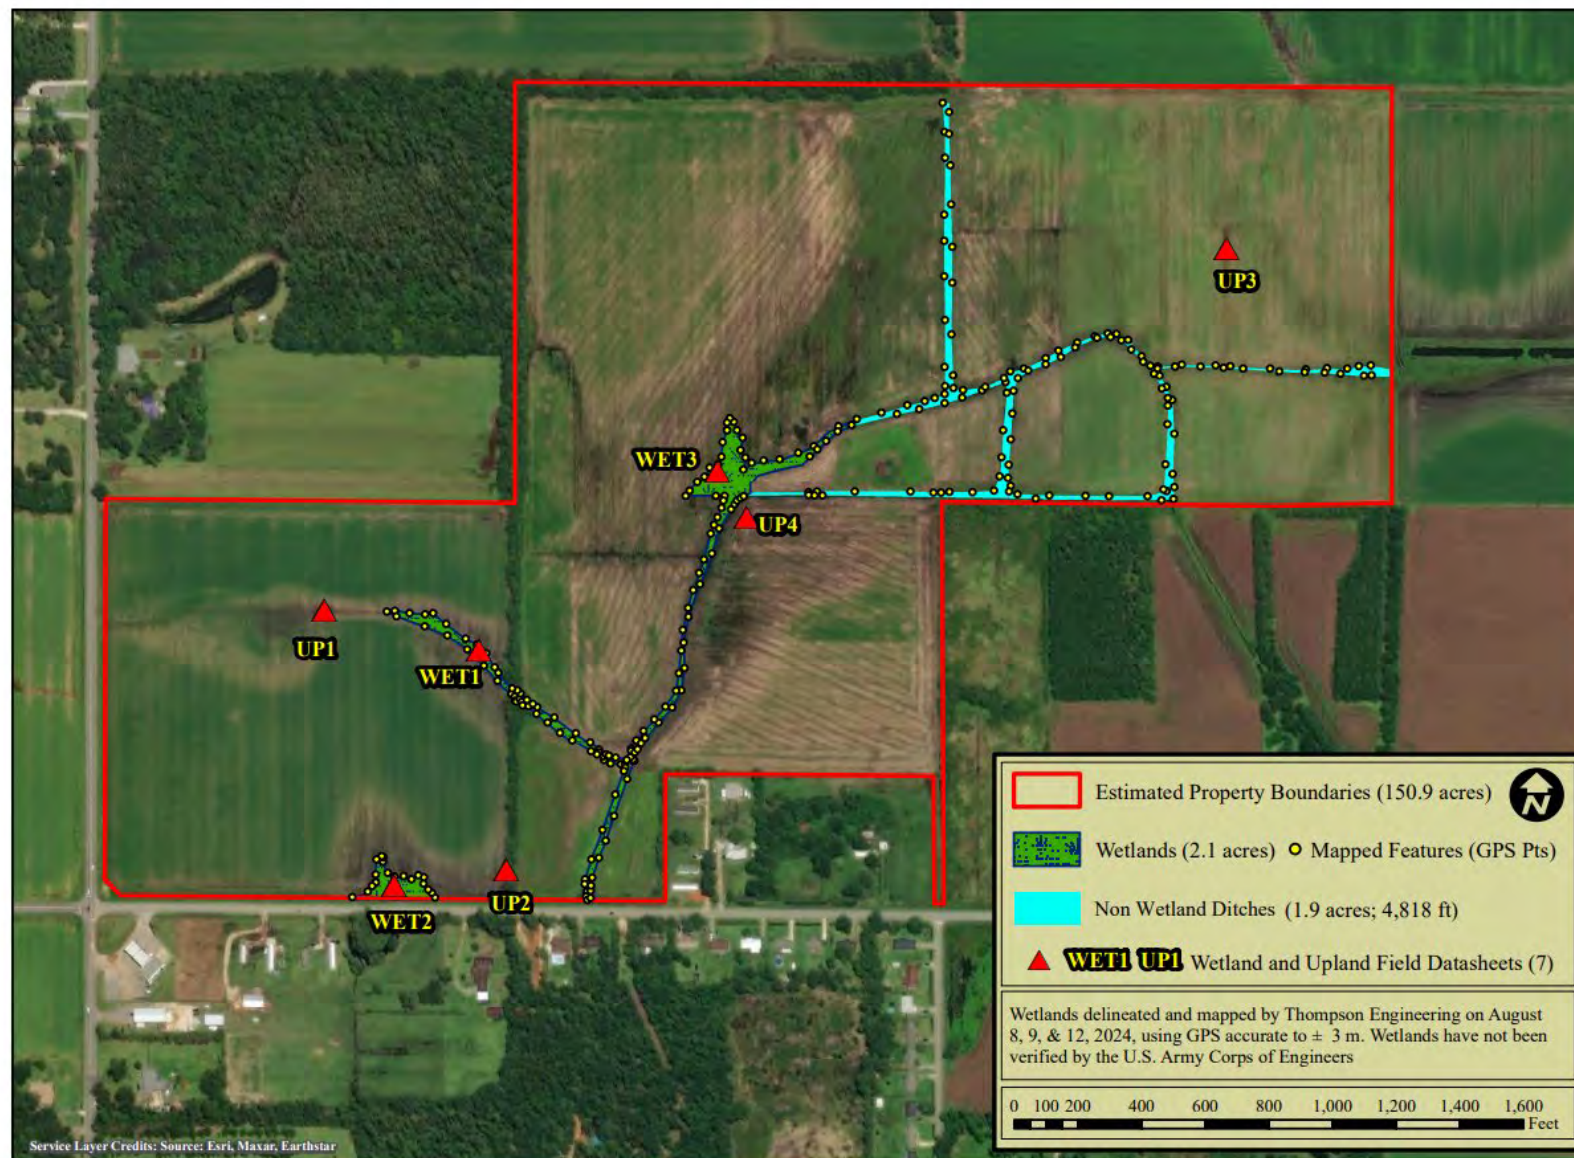 UP3
WET3
UP4
UP1
WET1
UP2
WET2
Estimated Property Boundaries (150.9 acres)
N
Wetlands (2.1 acres) Mapped Features (GPS Pts)
Non Wetland Ditches (1.9 acres; 4,818 ft)
WET1 UP1 Wetland and Upland Field Datasheets (7)
Wetlands delineated and mapped by Thompson Engineering on August
8, 9, & 12, 2024, using GPS accurate to ± 3 m. Wetlands have not been
verified by the U.S. Army Corps of Engineers
0 100 200 400 600 800 1,000 1,200 1,400 1,600
Feet
Service Layer Credits: Source: Esri, Maxar, Earthstar